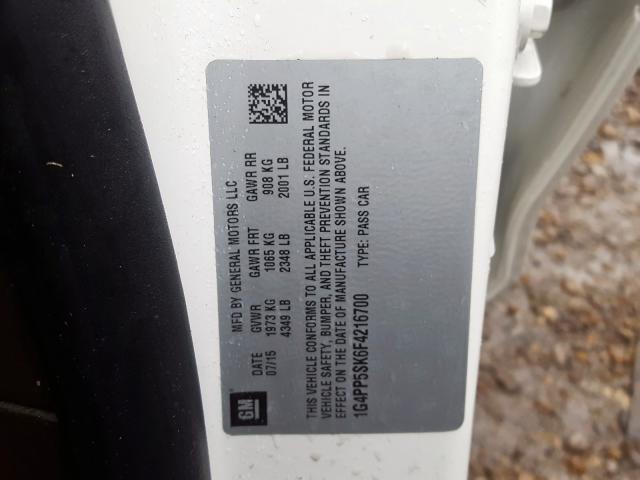 MFD BY GENERAL MOTORS LLC
DATE GVWR GAWR FRT GAWR RR
07/15 1973 KG 1065 KG 908 KG
4349 LB 2348 LB 2001 LB
THIS VEHICLE CONFORMS TO ALL APPLICABLE U.S. FEDERAL MOTOR
VEHICLE SAFETY, BUMPER, AND THEFT PREVENTION STANDARDS IN
EFFECT ON THE DATE OF MANUFACTURE SHOWN ABOVE.
1G4PP5SK6F4216700 TYPE: PASS CAR
GM